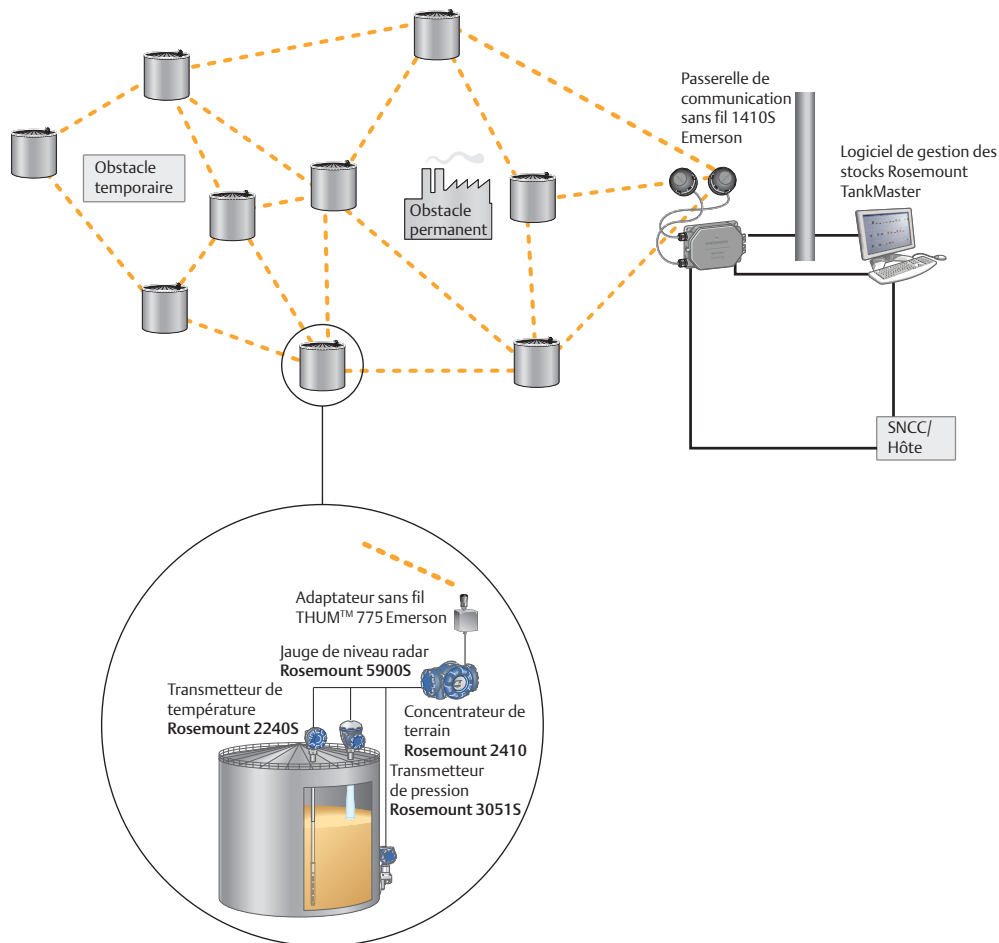 Passerelle de
communication
sans fil 1410S
Emerson
Logiciel de gestion des
stocks Rosemount
TankMaster
Obstacle
temporaire
Obstacle
permanent
SNCC/
Hôte
Adaptateur sans fil
THUM™ 775 Emerson
Jauge de niveau radar
Rosemount 5900S
Transmetteur de
température
Rosemount 2240S
Concentrateur de
terrain
Rosemount 2410
Transmetteur
de pression
Rosemount 3051S